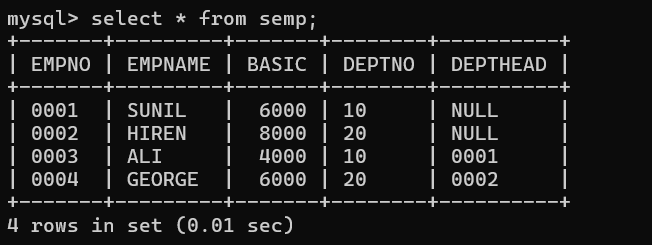 mysql> select * from semp;
+-------+---------+-------+--------+----------+
| EMPNO | EMPNAME | BASIC | DEPTNO | DEPTHEAD |
+-------+---------+-------+--------+----------+
| 0001  | SUNIL   |  6000 | 10     | NULL     |
| 0002  | HIREN   |  8000 | 20     | NULL     |
| 0003  | ALI     |  4000 | 10     | 0001     |
| 0004  | GEORGE  |  6000 | 20     | 0002     |
+-------+---------+-------+--------+----------+
4 rows in set (0.01 sec)